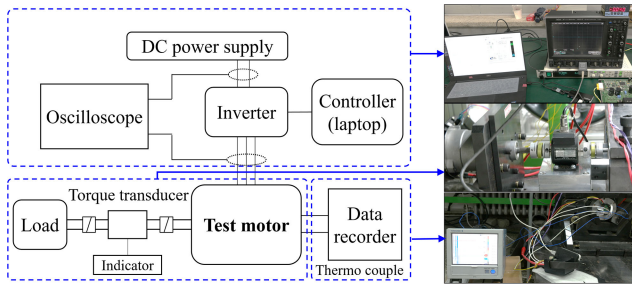 DC power supply
Oscilloscope
Inverter
Controller
(laptop)
Torque transducer
Load
Test motor
Data
recorder
Indicator
Thermo couple